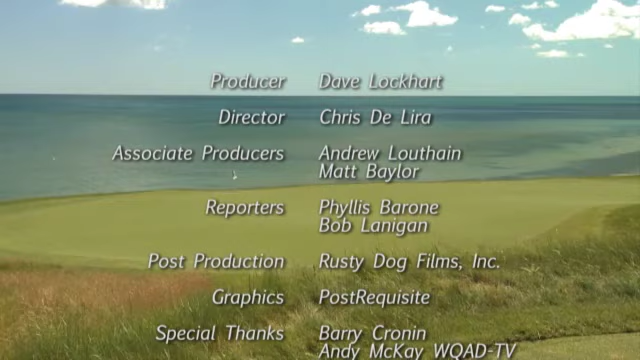 Producer Dave Lockhart
Director Chris De Lira
Associate Producers Andrew Louthain
Matt Baylor
Reporters Phyllis Barone
Bob Lanigan
Post Production Rusty Dog Films, Inc.
Graphics PostRequisite
Special Thanks Barry Cronin
Andy McKay WQAD-TV